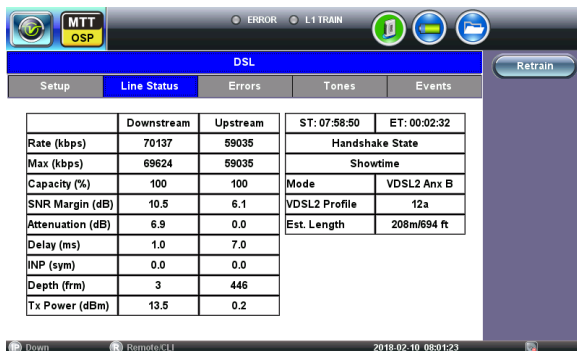 MTT
OSP
ERROR L1 TRAIN
DSL
Retrain
Setup Line Status Errors Tones Events
Downstream Upstream
Rate (kbps) 70137 59035
Max (kbps) 69624 59035
Capacity (%) 100 100
SNR Margin (dB) 10.5 6.1
Attenuation (dB) 6.9 0.0
Delay (ms) 1.0 7.0
INP (sym) 0.0 0.0
Depth (frm) 3 446
Tx Power (dBm) 13.5 0.2
ST: 07:58:50 ET: 00:02:32
Handshake State
Showtime
Mode VDSL2 Anx B
VDSL2 Profile 12a
Est. Length 208m/694 ft
IP Down R Remote/CLI 2018-02-10 08:01:23